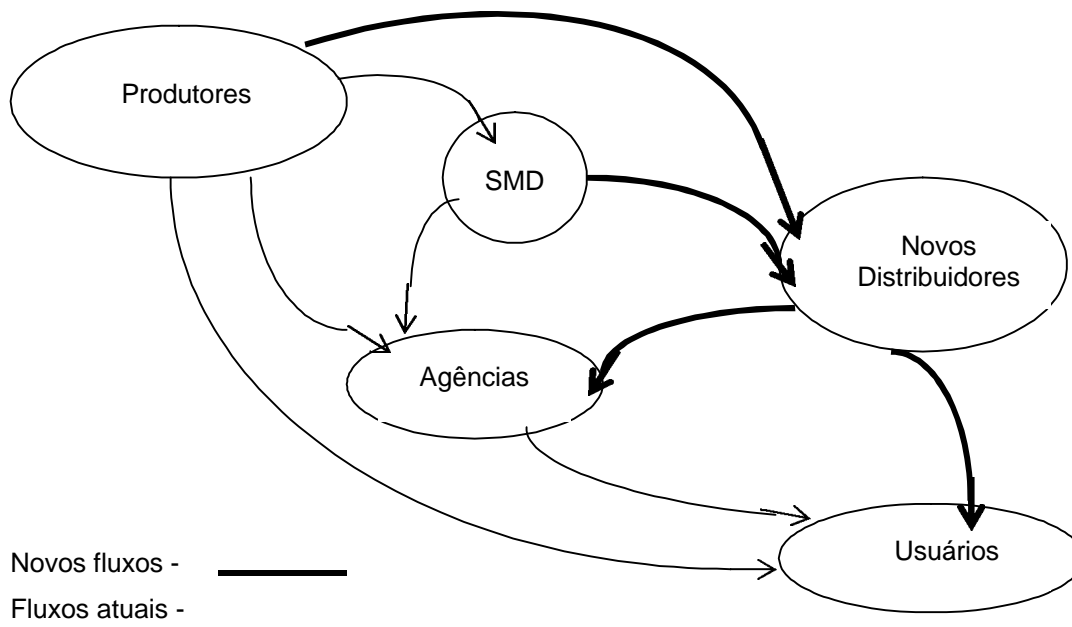 Produtores
SMD
Novos
Distribuidores
Agências
Usuários
Novos fluxos -
Fluxos atuais -